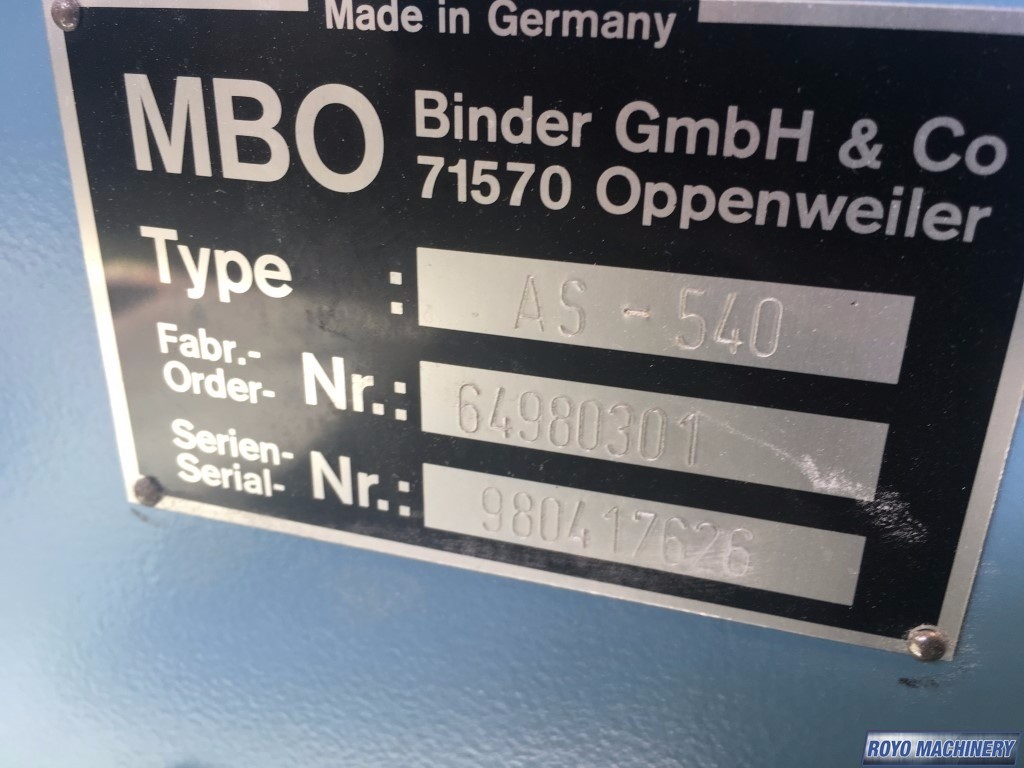 Made in Germany
MBO Binder GmbH & Co
71570 Oppenweiler
Type : AS - 540
Fabr.-
Order- Nr.: 64980301
Serien-
Serial- Nr.: 980417626
ROYO MACHINERY